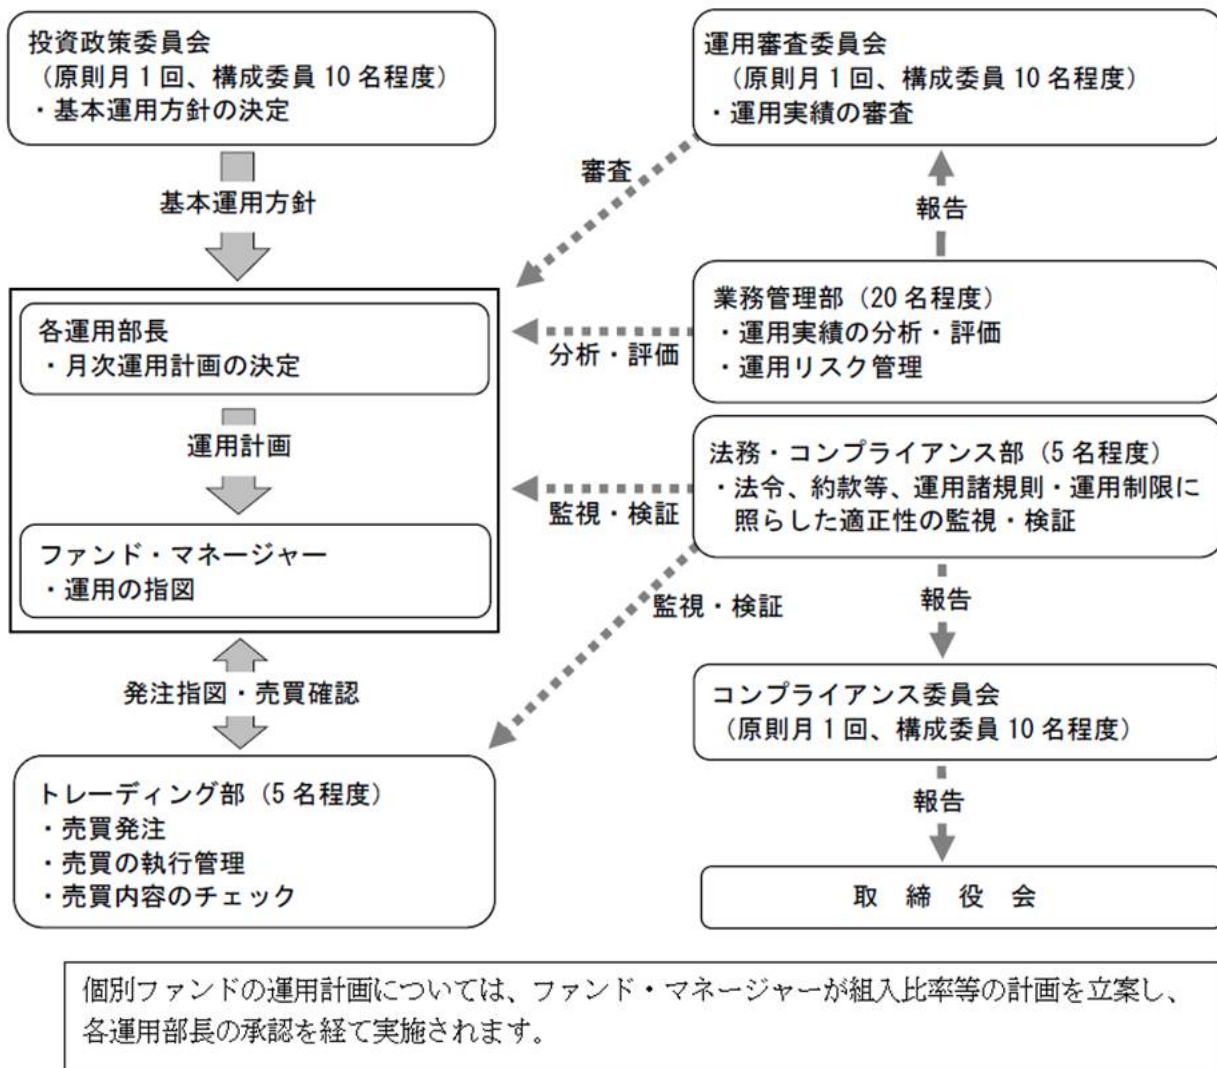 投資政策委員会
（原則月1回、構成委員10名程度）
・基本運用方針の決定
基本運用方針
各運用部長
・月次運用計画の決定
運用計画
ファンド・マネージャー
・運用の指図
発注指図・売買確認
トレーディング部（5名程度）
・売買発注
・売買の執行管理
・売買内容のチェック
運用審査委員会
（原則月1回、構成委員10名程度）
・運用実績の審査
審査
報告
業務管理部（20名程度）
・運用実績の分析・評価
・運用リスク管理
分析・評価
法務・コンプライアンス部（5名程度）
・法令、約款等、運用諸規則・運用制限に
照らした適正性の監視・検証
監視・検証
監視・検証
報告
コンプライアンス委員会
（原則月1回、構成委員10名程度）
報告
取締役会
個別ファンドの運用計画については、ファンド・マネージャーが組入比率等の計画を立案し、
各運用部長の承認を経て実施されます。